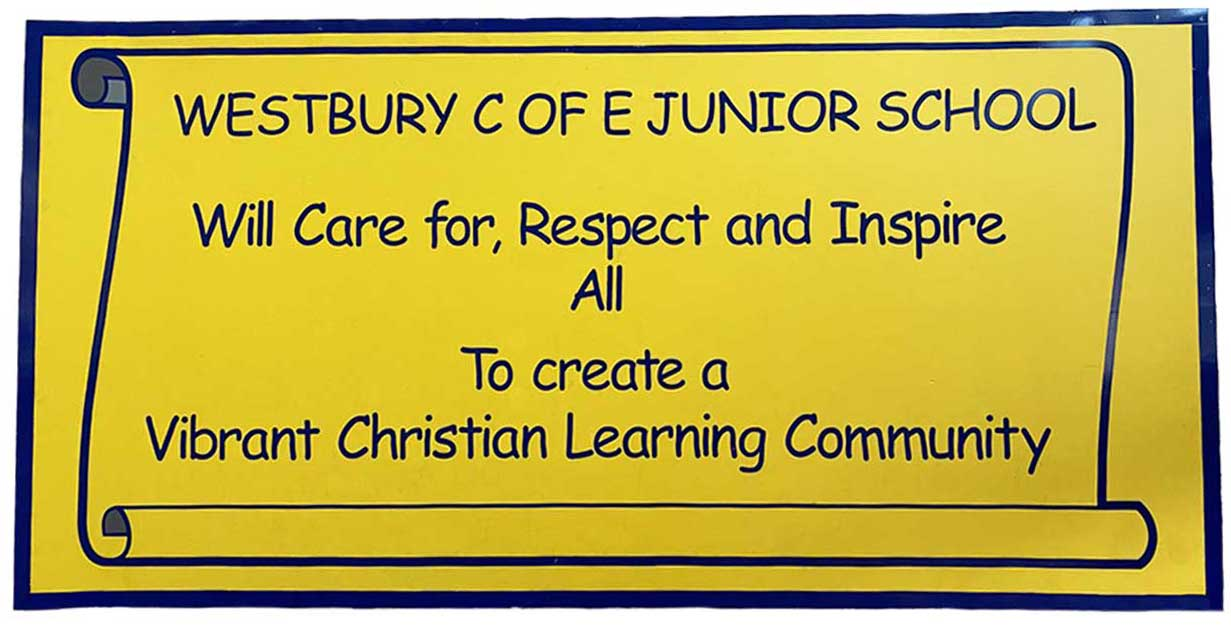 WESTBURY C OF E JUNIOR SCHOOL
Will Care for, Respect and Inspire
All
To create a
Vibrant Christian Learning Community